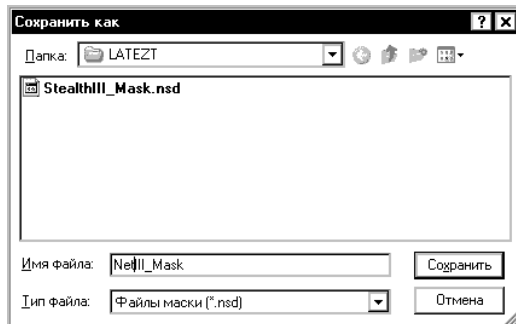 Сохранить как
Папка: LATEZT
StealthIII_Mask.nsd
Имя файла: NetIII_Mask
Сохранить
Тип файла: Файлы маски (*.nsd)
Отмена